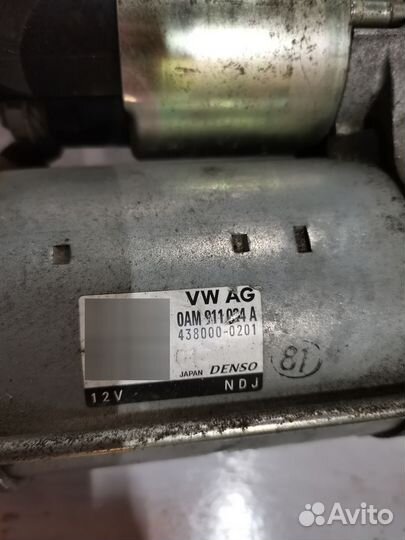 VW AG
0AM 911 024 A
438000-0201
JAPAN DENSO
12V NDJ
81
Avito